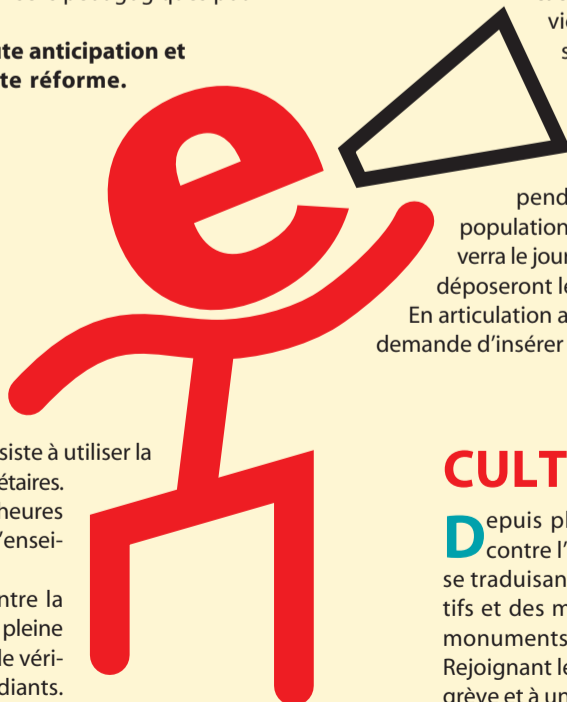 te anticipation et
te réforme.
siste à utiliser la
étaires.
heures
'ensei-
ntre la
pleine
le véri-
diants.
pend
population
verra le jour
déposeront le
En articulation a
demande d'insérer
CULT
Depuis pl
contre l'
se traduisan
tifs et des m
monuments
Rejoignant le
grève et à un